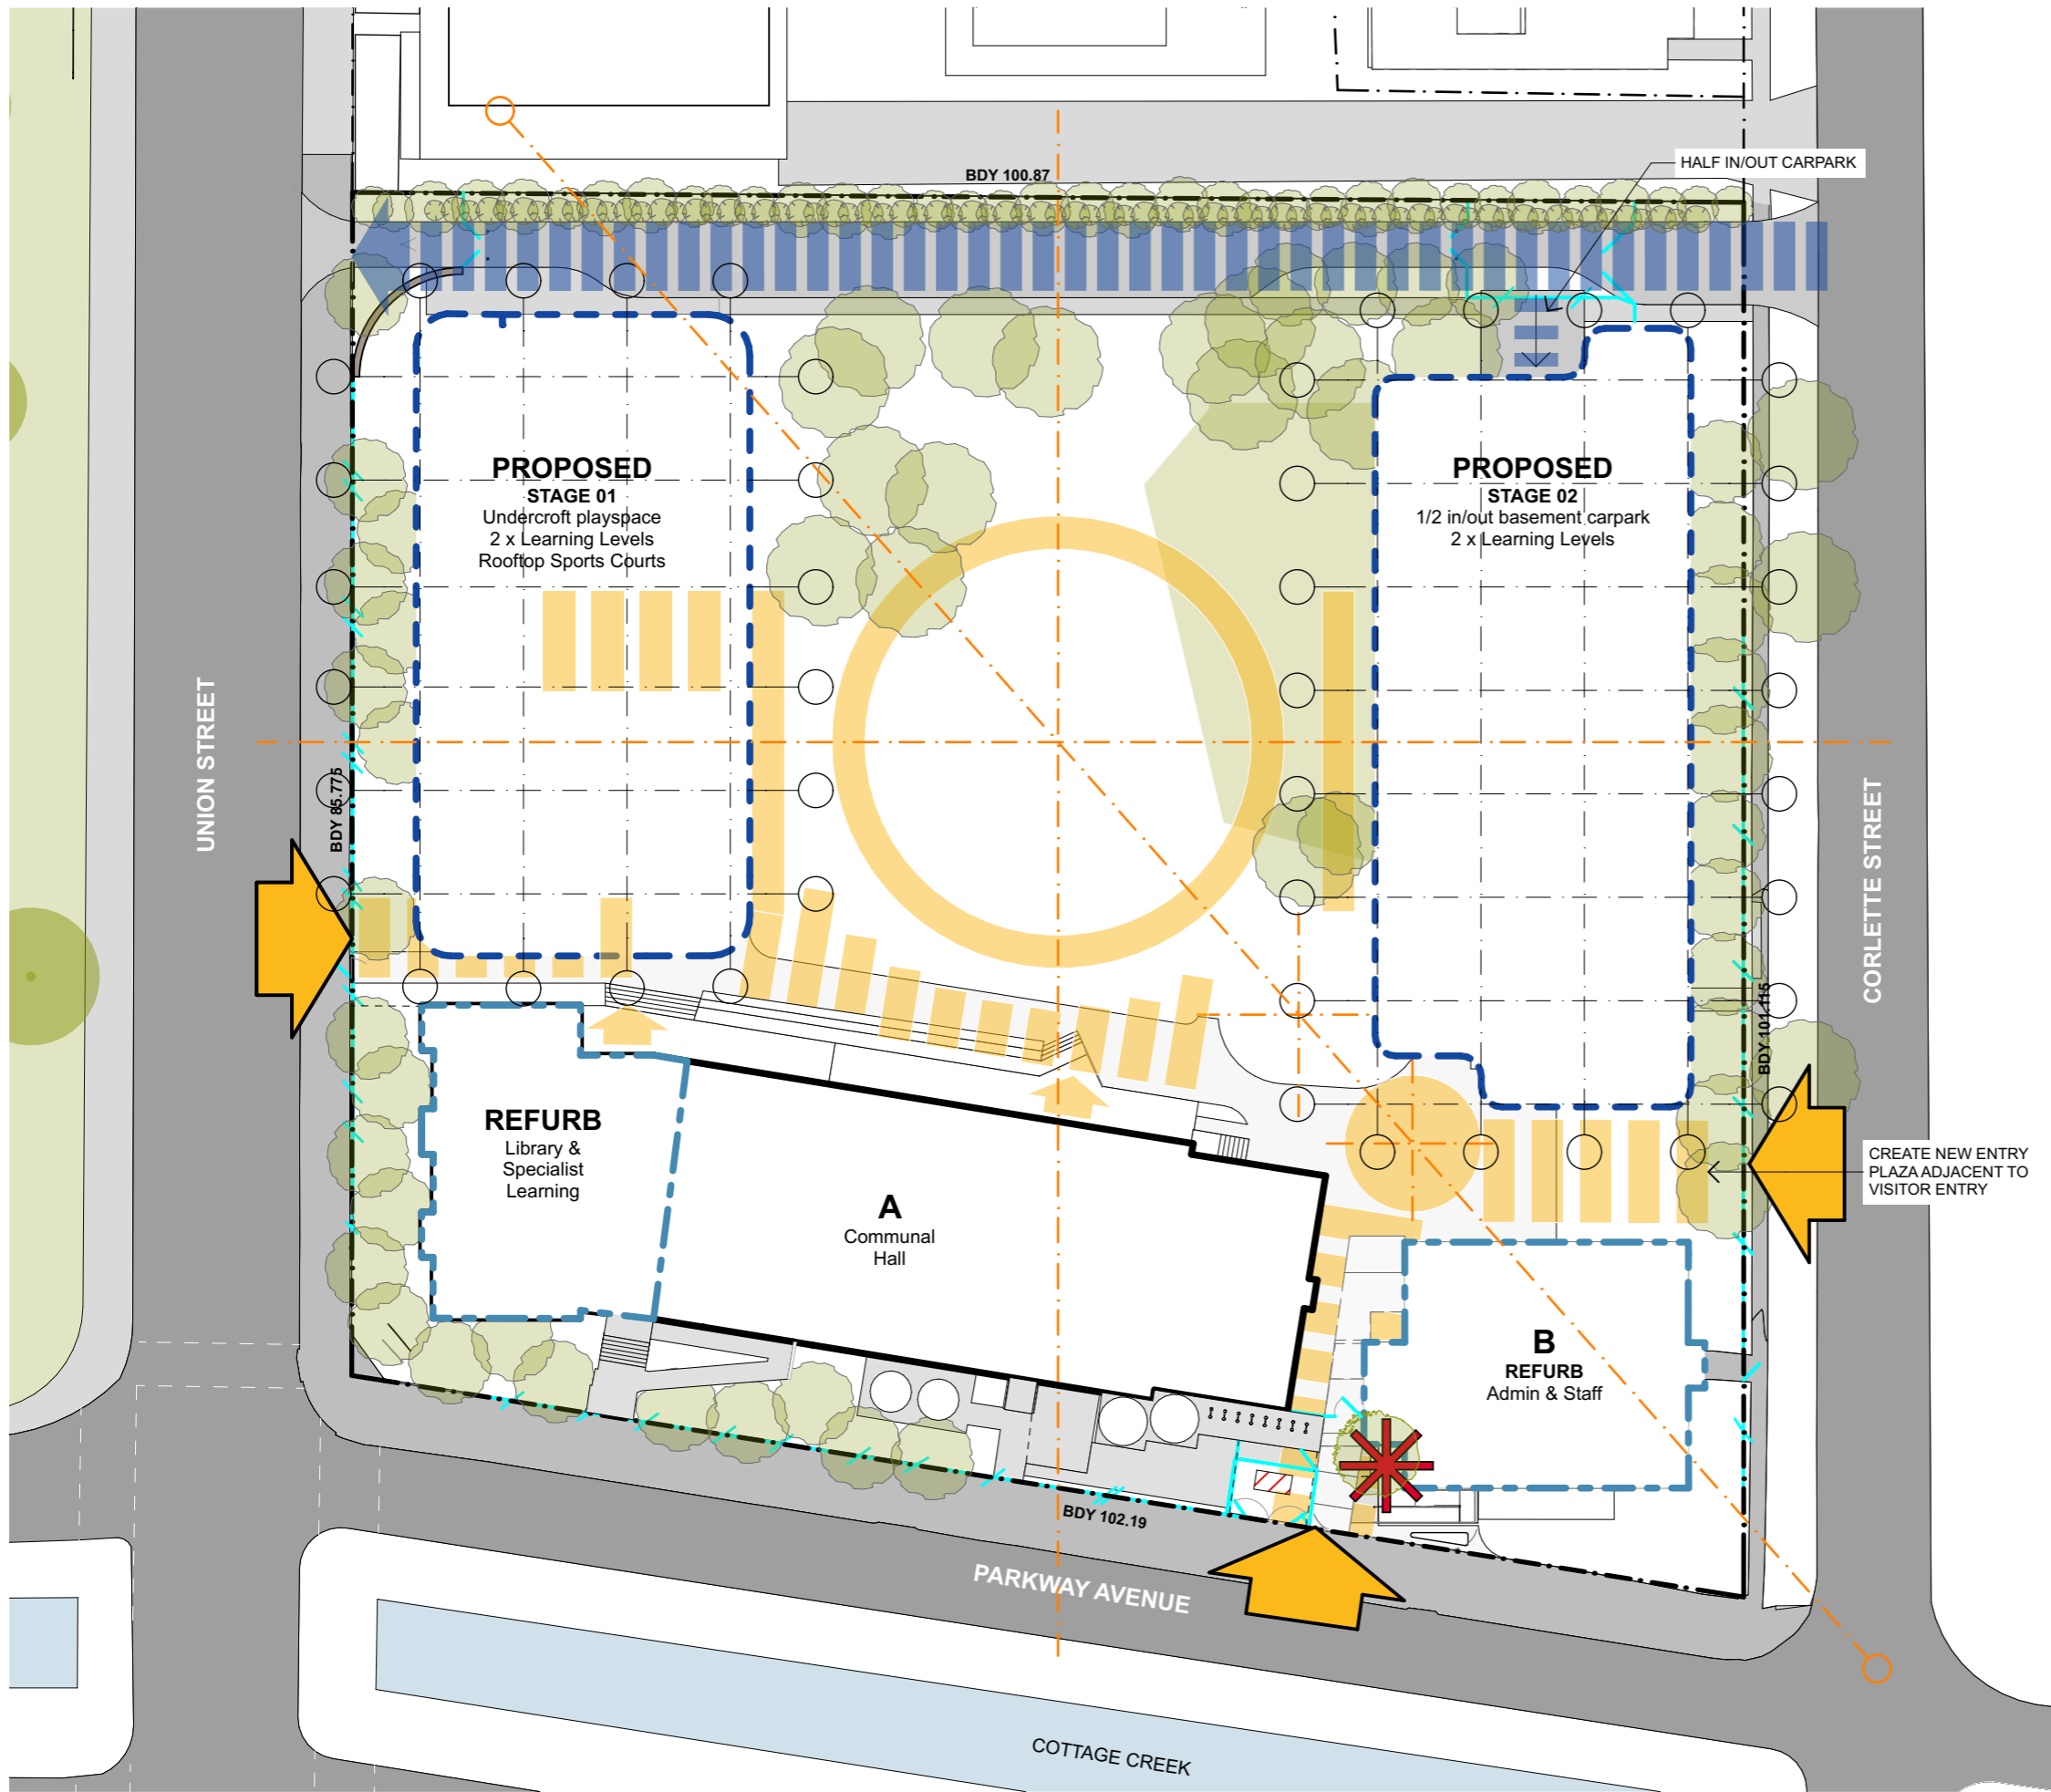 BDY 100.87
HALF IN/OUT CARPARK
PROPOSED
STAGE 01
Undercroft playspace
2 x Learning Levels
Rooftop Sports Courts
PROPOSED
STAGE 02
1/2 in/out basement carpark
2 x Learning Levels
UNION STREET
BDY 85.775
CORLETTE STREET
BDY 101.115
REFURB
Library &
Specialist
Learning
A
Communal
Hall
CREATE NEW ENTRY
PLAZA ADJACENT TO
VISITOR ENTRY
B
REFURB
Admin & Staff
BDY 102.19
PARKWAY AVENUE
COTTAGE CREEK